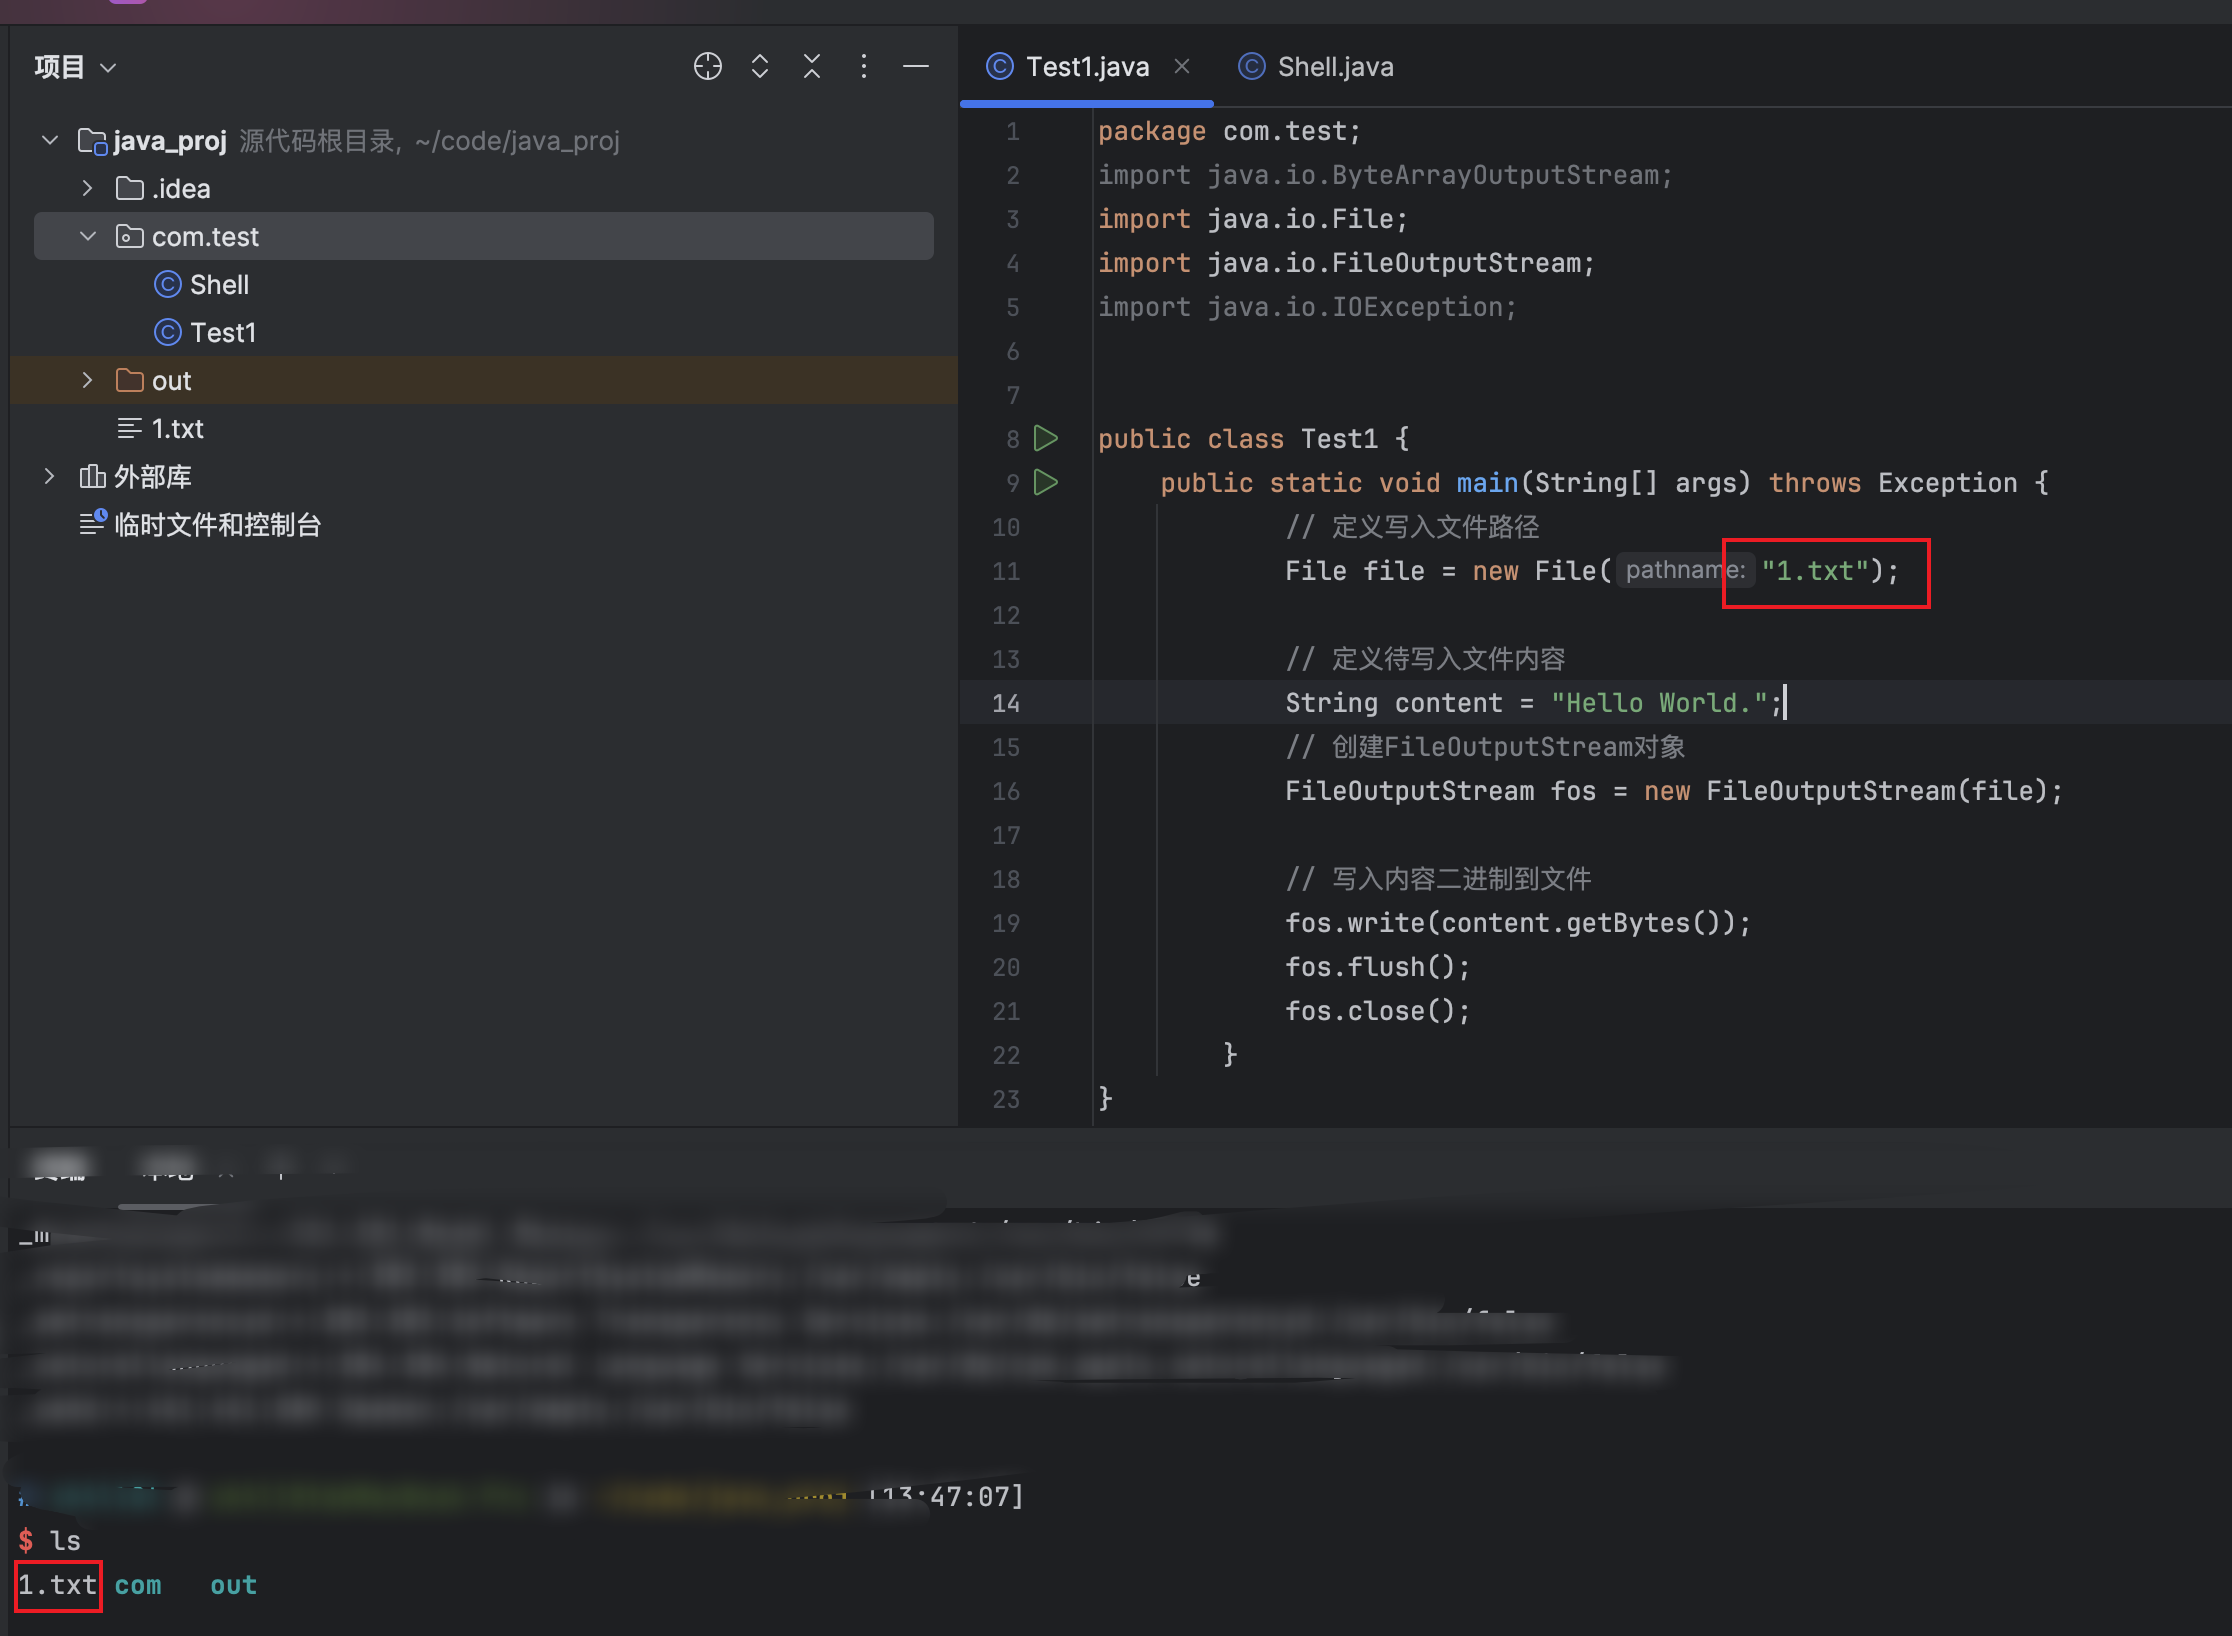 项目
java_proj 源代码根目录, ~/code/java_proj
.idea
com.test
Shell
Test1
out
1.txt
外部库
临时文件和控制台
Test1.java
Shell.java
1 package com.test;
2 import java.io.ByteArrayOutputStream;
3 import java.io.File;
4 import java.io.FileOutputStream;
5 import java.io.IOException;
6
7
8 public class Test1 {
9 public static void main(String[] args) throws Exception {
10 // 定义写入文件路径
11 File file = new File( pathname: "1.txt");
12
13 // 定义待写入文件内容
14 String content = "Hello World.";
15 // 创建FileOutputStream对象
16 FileOutputStream fos = new FileOutputStream(file);
17
18 // 写入内容二进制到文件
19 fos.write(content.getBytes());
20 fos.flush();
21 fos.close();
22 }
23 }
[13:47:07]
$ ls
1.txt com out